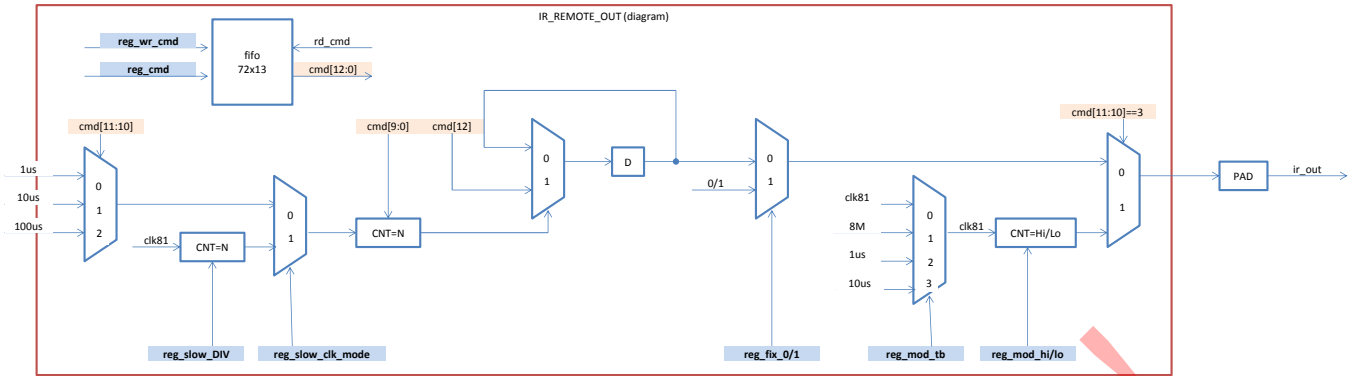 IR_REMOTE_OUT (diagram)
reg_wr_cmd
rd_cmd
fifo
72x13
reg_cmd
cmd[12:0]
cmd[11:10]
cmd[9:0]
cmd[12]
cmd[11:10]==3
1us
10us
100us
0
1
2
clk81
CNT=N
0
1
CNT=N
0
1
D
0/1
0
1
clk81
8M
1us
10us
0
1
2
3
clk81
CNT=Hi/Lo
0
1
PAD
ir_out
reg_slow_DIV
reg_slow_clk_mode
reg_fix_0/1
reg_mod_tb
reg_mod_hi/lo